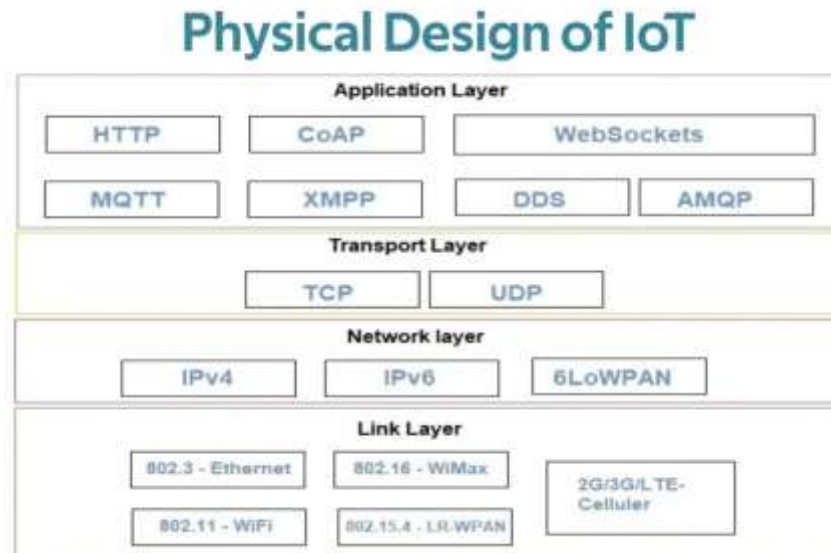 Physical Design of IoT
Application Layer
HTTP
CoAP
WebSockets
MQTT
XMPP
DDS
AMQP
Transport Layer
TCP
UDP
Network layer
IPv4
IPv6
6LoWPAN
Link Layer
802.3 - Ethernet
802.16 - WiMax
2G/3G/LTE-
Celluler
802.11 - WiFi
802.15.4 - LR-WPAN